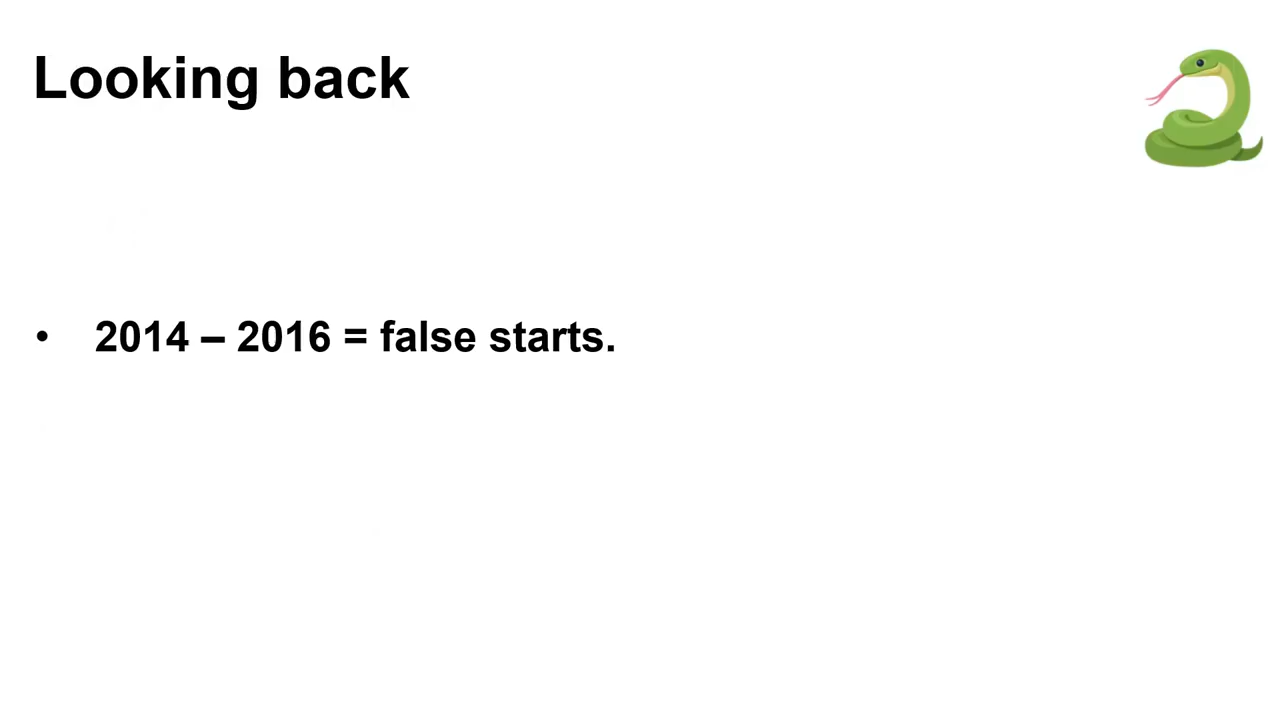 Looking back
• 2014 – 2016 = false starts.